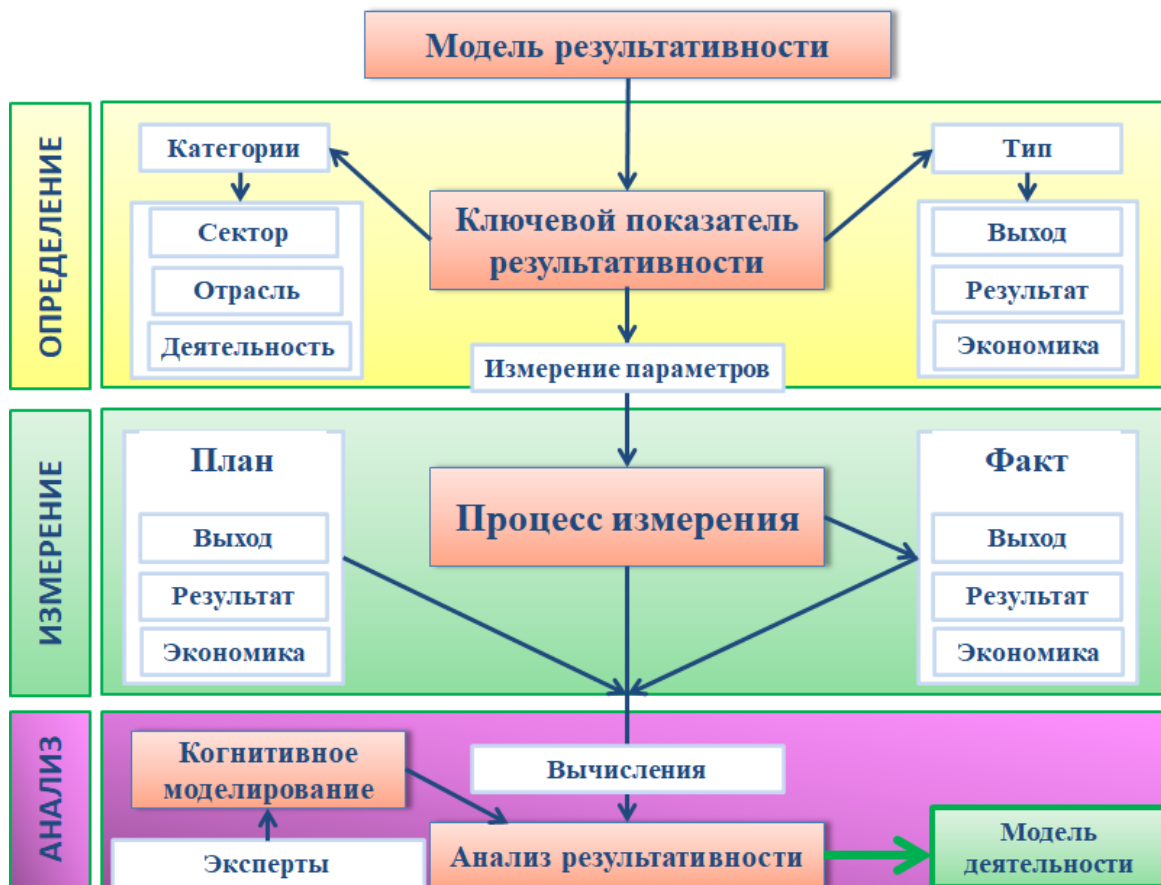 Модель результативности
ОПРЕДЕЛЕНИЕ
Категории
Сектор
Отрасль
Деятельность
Ключевой показатель
результативности
Тип
Выход
Результат
Экономика
Измерение параметров
ИЗМЕРЕНИЕ
План
Выход
Результат
Экономика
Процесс измерения
Факт
Выход
Результат
Экономика
АНАЛИЗ
Когнитивное
моделирование
Эксперты
Вычисления
Анализ результативности
Модель
деятельности